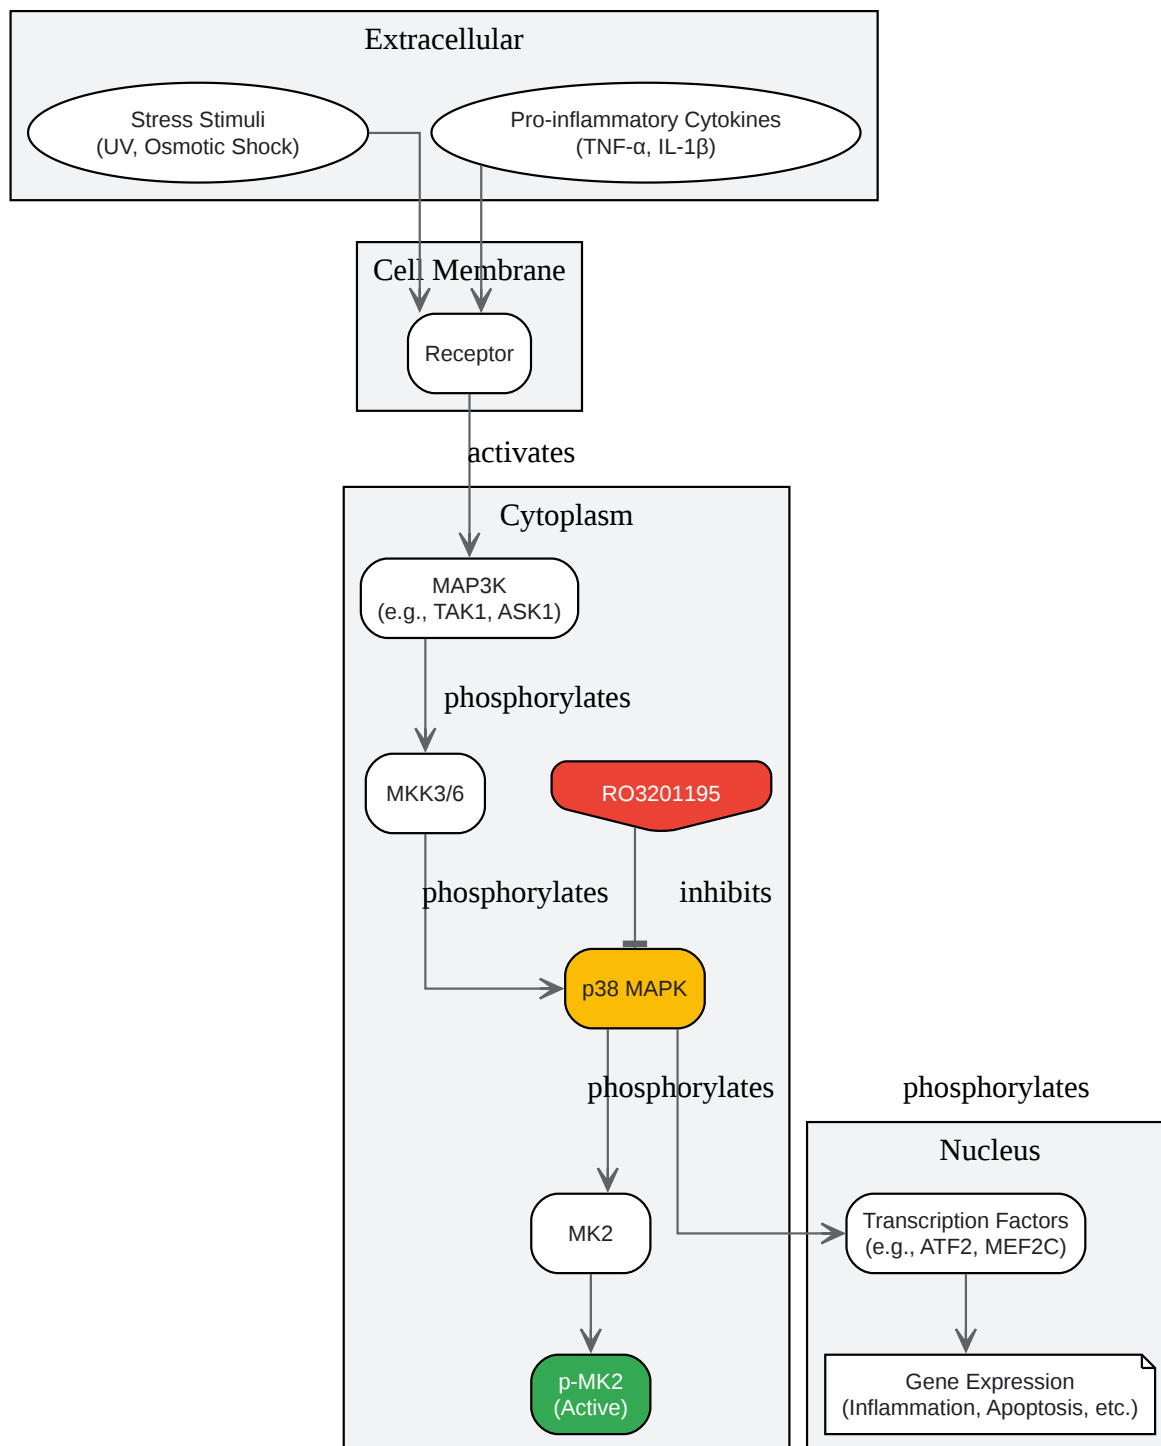 Extracellular
Stress Stimuli
(UV, Osmotic Shock)
Pro-inflammatory Cytokines
(TNF-α, IL-1β)
Cell Membrane
Receptor
activates
Cytoplasm
MAP3K
(e.g., TAK1, ASK1)
phosphorylates
MKK3/6
RO3201195
phosphorylates
inhibits
p38 MAPK
phosphorylates
phosphorylates
Nucleus
MK2
Transcription Factors
(e.g., ATF2, MEF2C)
p-MK2
(Active)
Gene Expression
(Inflammation, Apoptosis, etc.)